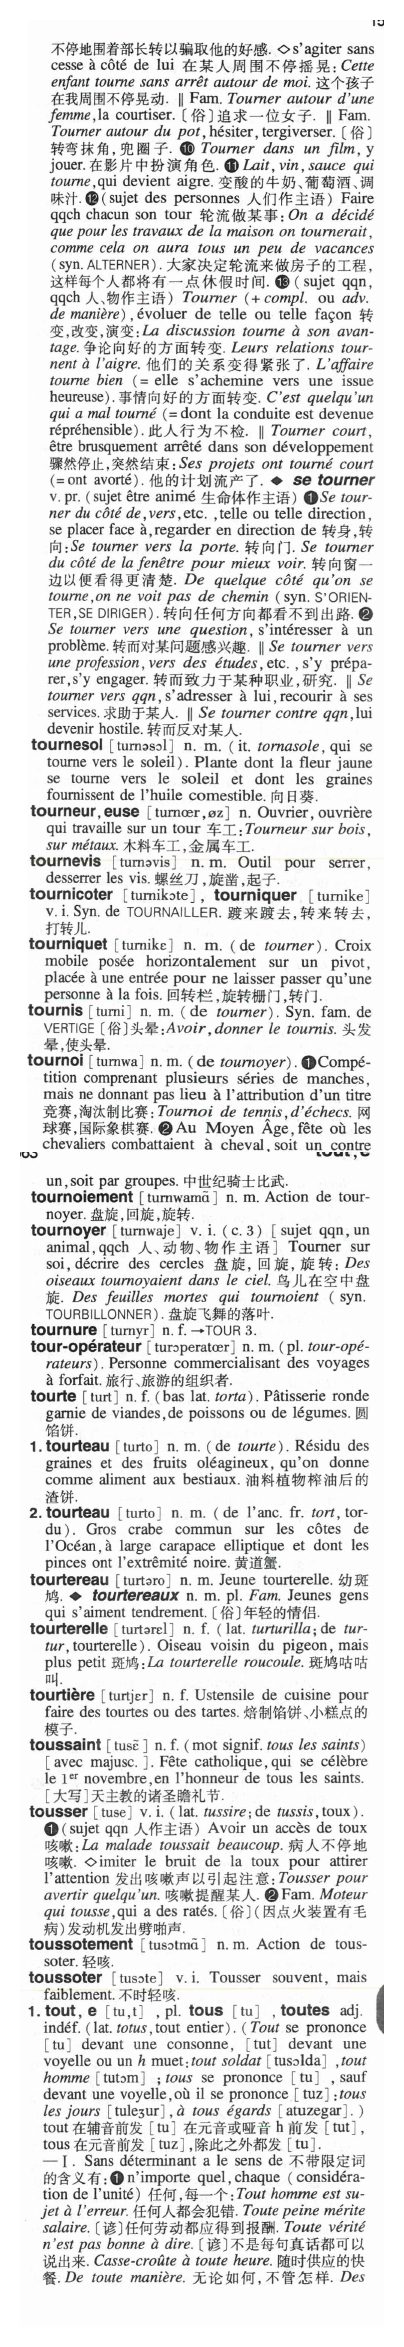 不停地围着部长转以骗取他的好感. ◇s'agiter sans
cesse à côté de lui 在某人周围不停摇晃: Cette
enfant tourne sans arrêt autour de moi. 这个孩子
在我周围不停晃动. ‖ Fam. Tourner autour d'une
femme, la courtiser. [俗]追求一位女子. ‖ Fam.
Tourner autour du pot, hésiter, tergiverser. [俗]
转弯抹角, 兜圈子. ❿ Tourner dans un film, y
jouer. 在影片中扮演角色. ⓫ Lait, vin, sauce qui
tourne, qui devient aigre. 变酸的牛奶、葡萄酒、调
味汁. ⓬(sujet des personnes 人们作主语) Faire
qqch chacun son tour 轮流做某事: On a décidé
que pour les travaux de la maison on tournerait,
comme cela on aura tous un peu de vacances
(syn. ALTERNER). 大家决定轮流来做房子的工程,
这样每个人都将有一点休假时间. ⓭ (sujet qqn,
qqch 人、物作主语) Tourner (+ compl. ou adv.
de manière), évoluer de telle ou telle façon 转
变,改变,演变: La discussion tourne à son avan-
tage. 争论向好的方面转变. Leurs relations tour-
nent à l'aigre. 他们的关系变得紧张了. L'affaire
tourne bien (= elle s'achemine vers une issue
heureuse). 事情向好的方面转变. C'est quelqu'un
qui a mal tourné (= dont la conduite est devenue
répréhensible). 此人行为不检. ‖ Tourner court,
être brusquement arrêté dans son développement
骤然停止,突然结束: Ses projets ont tourné court
(= ont avorté). 他的计划流产了. ◆ se tourner
v. pr. (sujet être animé 生命体作主语) ❶Se tour-
ner du côté de, vers, etc., telle ou telle direction,
se placer face à, regarder en direction de 转身,转
向: Se tourner vers la porte. 转向门. Se tourner
du côté de la fenêtre pour mieux voir. 转向窗一
边以便看得更清楚. De quelque côté qu'on se
tourne, on ne voit pas de chemin (syn. S'ORIEN-
TER, SE DIRIGER). 转向任何方向都看不到出路. ❷
Se tourner vers une question, s'intéresser à un
problème. 转而对某问题感兴趣. ‖ Se tourner vers
une profession, vers des études, etc., s'y prépa-
rer, s'y engager. 转而致力于某种职业,研究. ‖ Se
tourner vers qqn, s'adresser à lui, recourir à ses
services. 求助于某人. ‖ Se tourner contre qqn, lui
devenir hostile. 转而反对某人.
tournesol [turnəsɔl] n. m. (it. tornasole, qui se
tourne vers le soleil). Plante dont la fleur jaune
se tourne vers le soleil et dont les graines
fournissent de l'huile comestible. 向日葵.
tourneur, euse [turnœr, øz] n. Ouvrier, ouvrière
qui travaille sur un tour 车工: Tourneur sur bois,
sur métaux. 木料车工,金属车工.
tournevis [turnəvis] n. m. Outil pour serrer,
desserrer les vis. 螺丝刀,旋凿,起子.
tournicoter [turnikɔte], tourniquer [turnike]
v. i. Syn. de TOURNAILLER. 踱来踱去,转来转去,
打转儿.
tourniquet [turnikɛ] n. m. (de tourner). Croix
mobile posée horizontalement sur un pivot,
placée à une entrée pour ne laisser passer qu'une
personne à la fois. 回转栏,旋转栅门,转门.
tournis [turni] n. m. (de tourner). Syn. fam. de
VERTIGE [俗]头晕: Avoir, donner le tournis. 头发
晕,使头晕.
tournoi [turnwa] n. m. (de tournoyer). ❶Compé-
tition comprenant plusieurs séries de manches,
mais ne donnant pas lieu à l'attribution d'un titre
竞赛,淘汰制比赛: Tournoi de tennis, d'échecs. 网
球赛,国际象棋赛. ❷Au Moyen Âge, fête où les
chevaliers combattaient à cheval, soit un contre
un, soit par groupes. 中世纪骑士比武.
tournoiement [turnwamɑ̃] n. m. Action de tour-
noyer. 盘旋,回旋,旋转.
tournoyer [turnwaje] v. i. (c. 3) [sujet qqn, un
animal, qqch 人、动物、物作主语] Tourner sur
soi, décrire des cercles 盘旋, 回旋, 旋转: Des
oiseaux tournoyaient dans le ciel. 鸟儿在空中盘
旋. Des feuilles mortes qui tournoient (syn.
TOURBILLONNER). 盘旋飞舞的落叶.
tournure [turnyr] n. f. →TOUR 3.
tour-opérateur [turɔperatœr] n. m. (pl. tour-opé-
rateurs). Personne commercialisant des voyages
à forfait. 旅行、旅游的组织者.
tourte [turt] n. f. (bas lat. torta). Pâtisserie ronde
garnie de viandes, de poissons ou de légumes. 圆
馅饼.
1. tourteau [turto] n. m. (de tourte). Résidu des
graines et des fruits oléagineux, qu'on donne
comme aliment aux bestiaux. 油料植物榨油后的
渣饼.
2. tourteau [turto] n. m. (de l'anc. fr. tort, tor-
du). Gros crabe commun sur les côtes de
l'Océan, à large carapace elliptique et dont les
pinces ont l'extrêmité noire. 黄道蟹.
tourtereau [turtəro] n. m. Jeune tourterelle. 幼斑
鸠. ◆ tourtereaux n. m. pl. Fam. Jeunes gens
qui s'aiment tendrement. [俗]年轻的情侣.
tourterelle [turtərel] n. f. (lat. turturilla; de tur-
tur, tourterelle). Oiseau voisin du pigeon, mais
plus petit 斑鸠: La tourterelle roucoule. 斑鸠咕咕
叫.
tourtière [turtjɛr] n. f. Ustensile de cuisine pour
faire des tourtes ou des tartes. 焙制馅饼、小糕点的
模子.
toussaint [tusɛ̃] n. f. (mot signif. tous les saints)
[avec majusc.]. Fête catholique, qui se célèbre
le 1er novembre, en l'honneur de tous les saints.
[大写]天主教的诸圣瞻礼节.
tousser [tuse] v. i. (lat. tussire; de tussis, toux).
❶(sujet qqn 人作主语) Avoir un accès de toux
咳嗽: La malade toussait beaucoup. 病人不停地
咳嗽. ◇imiter le bruit de la toux pour attirer
l'attention 发出咳嗽声以引起注意: Tousser pour
avertir quelqu'un. 咳嗽提醒某人. ❷Fam. Moteur
qui tousse, qui a des ratés. [俗](因点火装置有毛
病)发动机发出劈啪声.
toussotement [tusɔtmɑ̃] n. m. Action de tous-
soter. 轻咳.
toussoter [tusɔte] v. i. Tousser souvent, mais
faiblement. 不时轻咳.
1. tout, e [tu, t], pl. tous [tu], toutes adj.
indéf. (lat. totus, tout entier). (Tout se prononce
[tu] devant une consonne, [tut] devant une
voyelle ou un h muet: tout soldat [tusɔlda], tout
homme [tutɔm]; tous se prononce [tu], sauf
devant une voyelle, où il se prononce [tuz]: tous
les jours [tuleʒur], à tous égards [atuzegar].)
tout 在辅音前发 [tu] 在元音或哑音 h 前发 [tut],
tous 在元音前发 [tuz], 除此之外都发 [tu].
— I. Sans déterminant a le sens de 不带限定词
的含义有: ❶n'importe quel, chaque (considéra-
tion de l'unité) 任何,每一个: Tout homme est su-
jet à l'erreur. 任何人都会犯错. Toute peine mérite
salaire. [谚]任何劳动都应得到报酬. Toute vérité
n'est pas bonne à dire. [谚]不是每句真话都可以
说出来. Casse-croûte à toute heure. 随时供应的快
餐. De toute manière. 无论如何,不管怎样. Des